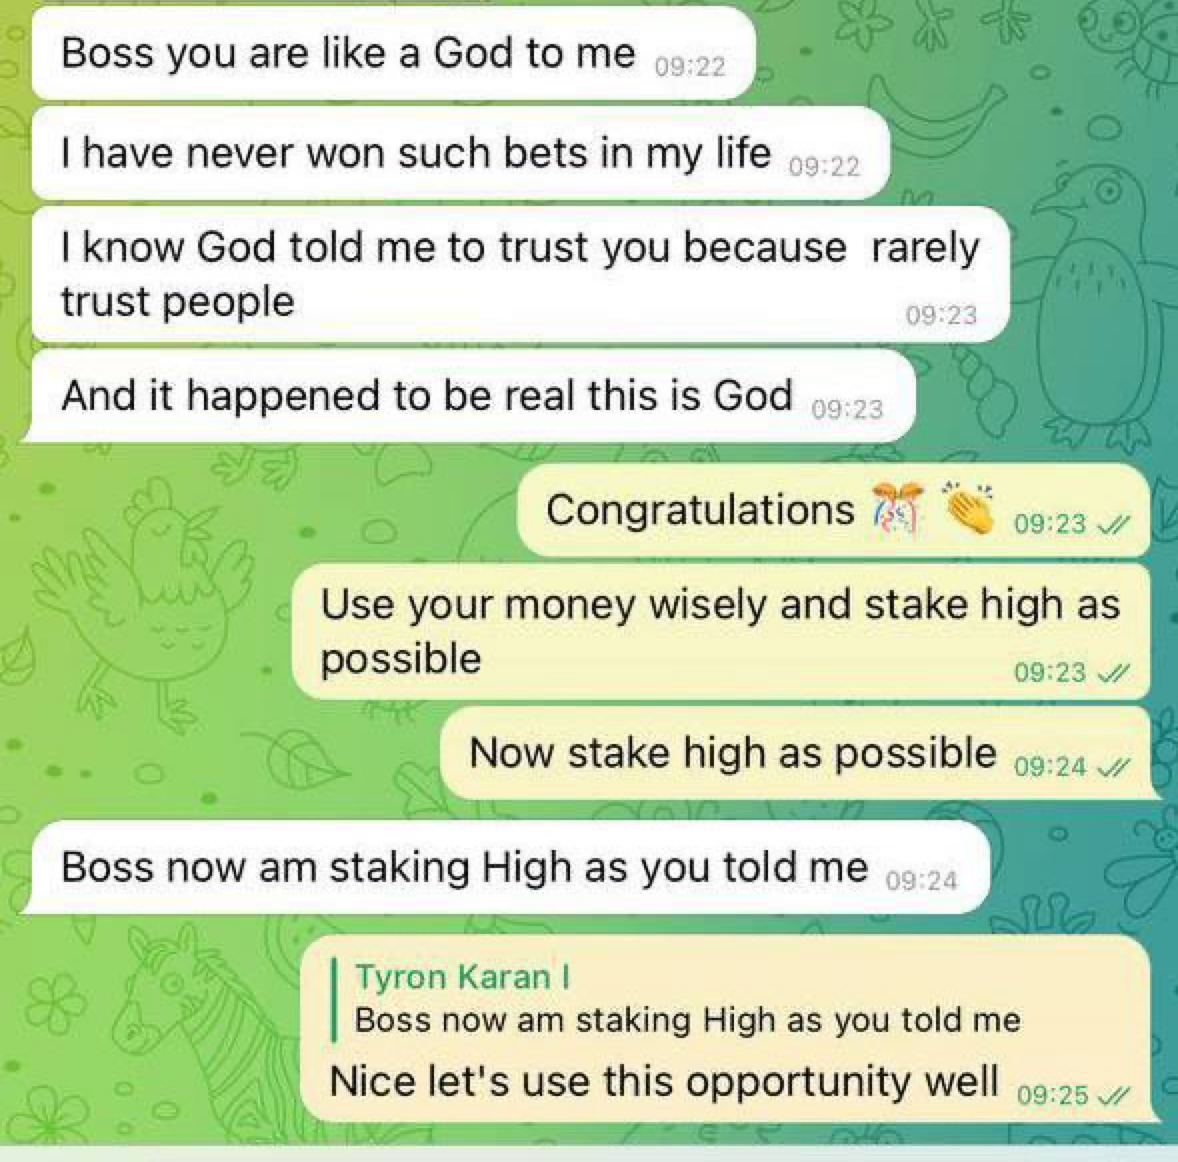 Boss you are like a God to me 09:22
I have never won such bets in my life 09:22
I know God told me to trust you because  rarely
trust people 09:23
And it happened to be real this is God 09:23
Congratulations 🎊 👏 09:23
Use your money wisely and stake high as
possible 09:23
Now stake high as possible 09:24
Boss now am staking High as you told me 09:24
Tyron Karan I
Boss now am staking High as you told me
Nice let's use this opportunity well 09:25